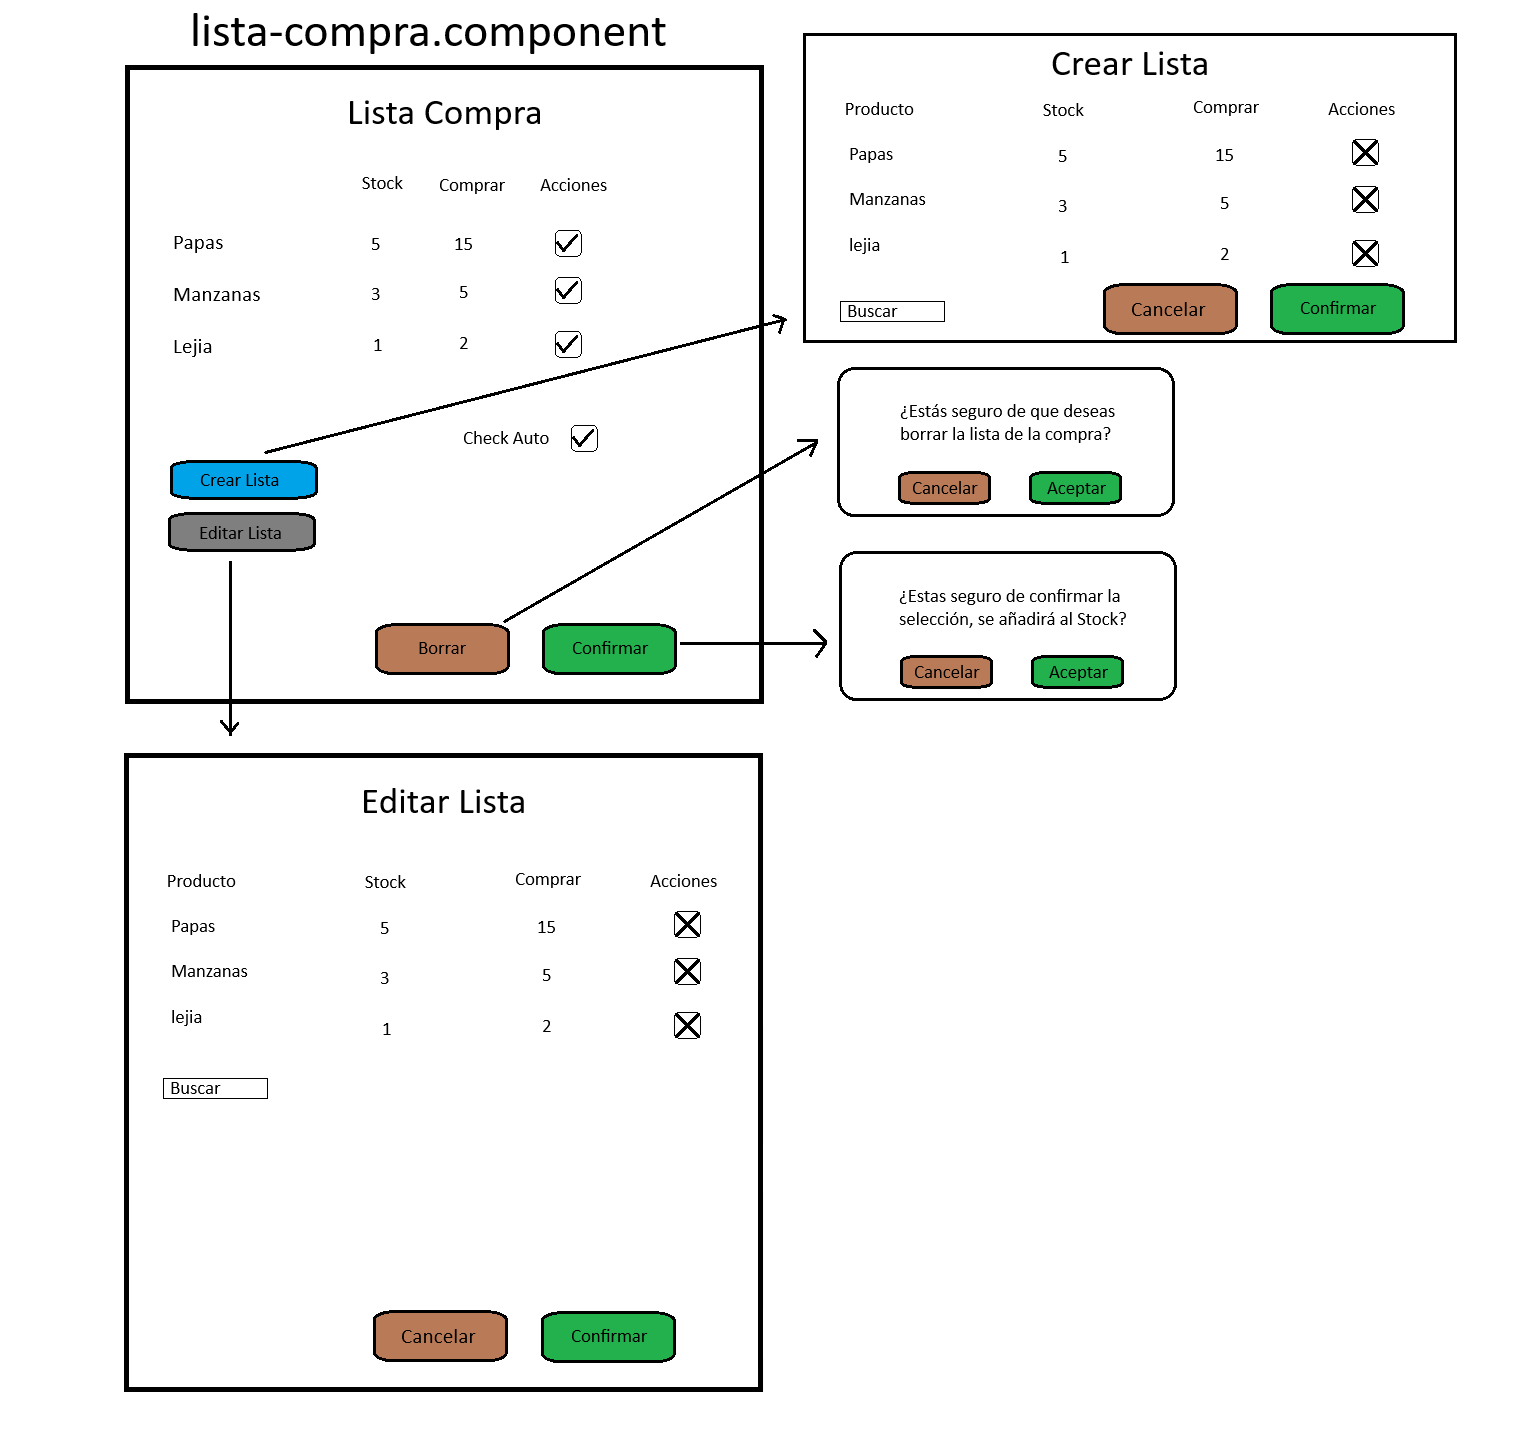 lista-compra.component
Lista Compra
Stock Comprar Acciones
Papas 5 15
Manzanas 3 5
Lejia 1 2
Check Auto
Crear Lista
Editar Lista
Borrar Confirmar
Crear Lista
Producto Stock Comprar Acciones
Papas 5 15
Manzanas 3 5
lejia 1 2
Buscar Cancelar Confirmar
¿Estás seguro de que deseas
borrar la lista de la compra?
Cancelar Aceptar
¿Estas seguro de confirmar la
selección, se añadirá al Stock?
Cancelar Aceptar
Editar Lista
Producto Stock Comprar Acciones
Papas 5 15
Manzanas 3 5
lejia 1 2
Buscar
Cancelar Confirmar